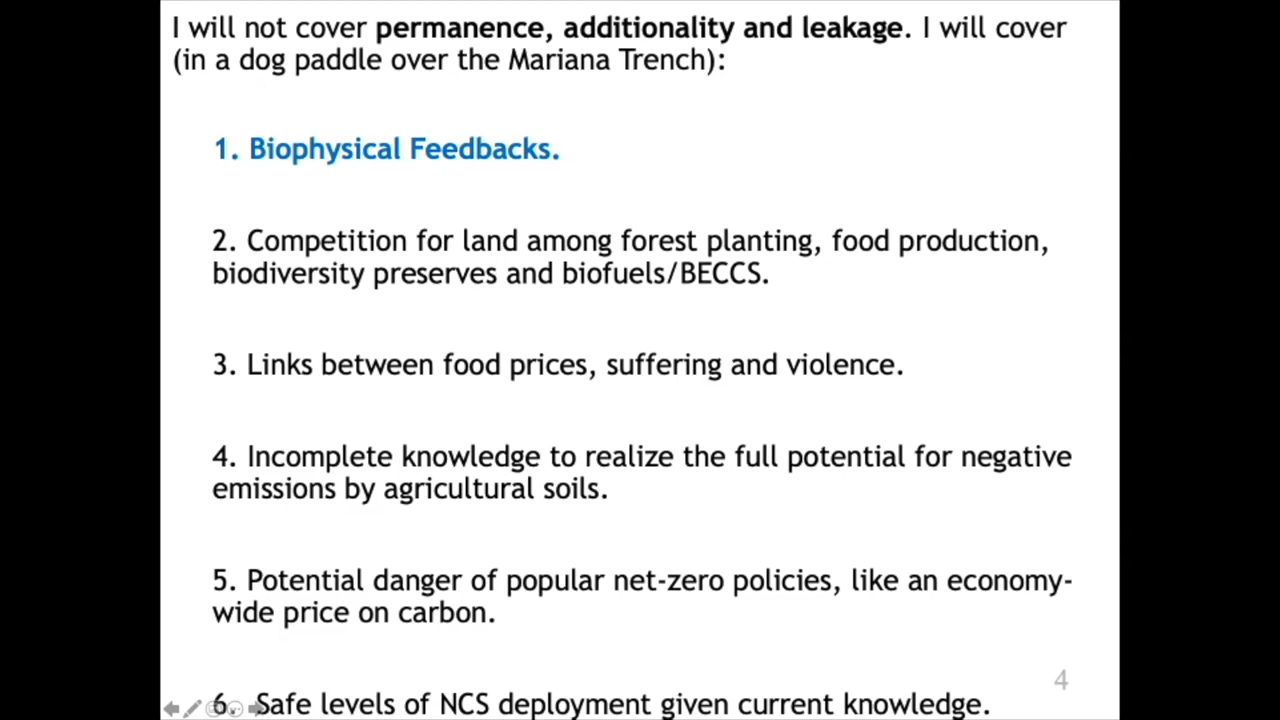 I will not cover permanence, additionality and leakage. I will cover
(in a dog paddle over the Mariana Trench):
1. Biophysical Feedbacks.
2. Competition for land among forest planting, food production,
biodiversity preserves and biofuels/BECCS.
3. Links between food prices, suffering and violence.
4. Incomplete knowledge to realize the full potential for negative
emissions by agricultural soils.
5. Potential danger of popular net-zero policies, like an economy-
wide price on carbon.
4
6. Safe levels of NCS deployment given current knowledge.